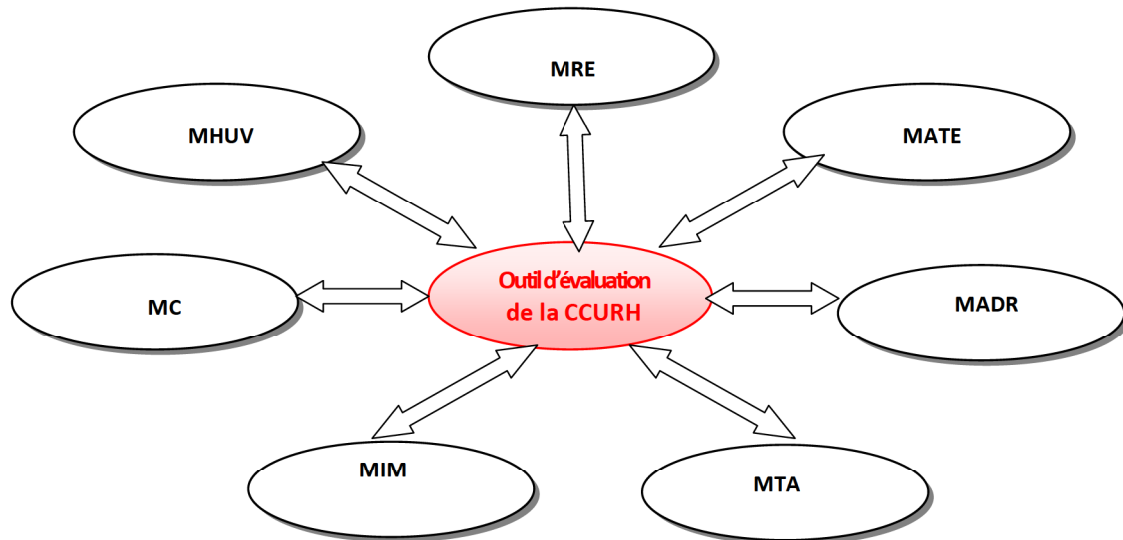 MRE
MHUV
MATE
Outil d'évaluation
de la CCURH
MC
MADR
MIM
MTA